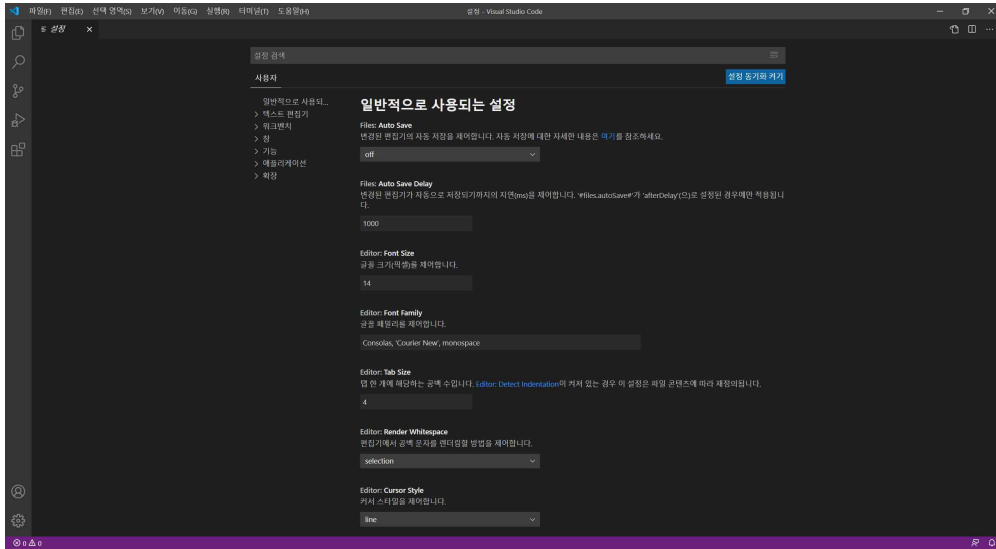 파일(F) 편집(E) 선택 영역(S) 보기(V) 이동(G) 실행(R) 터미널(T) 도움말(H)
설정 - Visual Studio Code
설정
설정 검색
사용자
설정 동기화 켜기
일반적으로 사용되...
텍스트 편집기
워크벤치
창
기능
애플리케이션
확장
일반적으로 사용되는 설정
Files: Auto Save
변경된 편집기의 자동 저장을 제어합니다. 자동 저장에 대한 자세한 내용은 여기를 참조하세요.
off
Files: Auto Save Delay
변경된 편집기가 자동으로 저장되기까지의 지연(ms)을 제어합니다. '#files.autoSave#'가 'afterDelay'(으)로 설정된 경우에만 적용됩니
다.
1000
Editor: Font Size
글꼴 크기(픽셀)를 제어합니다.
14
Editor: Font Family
글꼴 패밀리를 제어합니다.
Consolas, 'Courier New', monospace
Editor: Tab Size
탭 한 개에 해당하는 공백 수입니다. Editor: Detect Indentation이 켜져 있는 경우 이 설정은 파일 콘텐츠에 따라 재정의됩니다.
4
Editor: Render Whitespace
편집기에서 공백 문자를 렌더링할 방법을 제어합니다.
selection
Editor: Cursor Style
커서 스타일을 제어합니다.
line
0 0